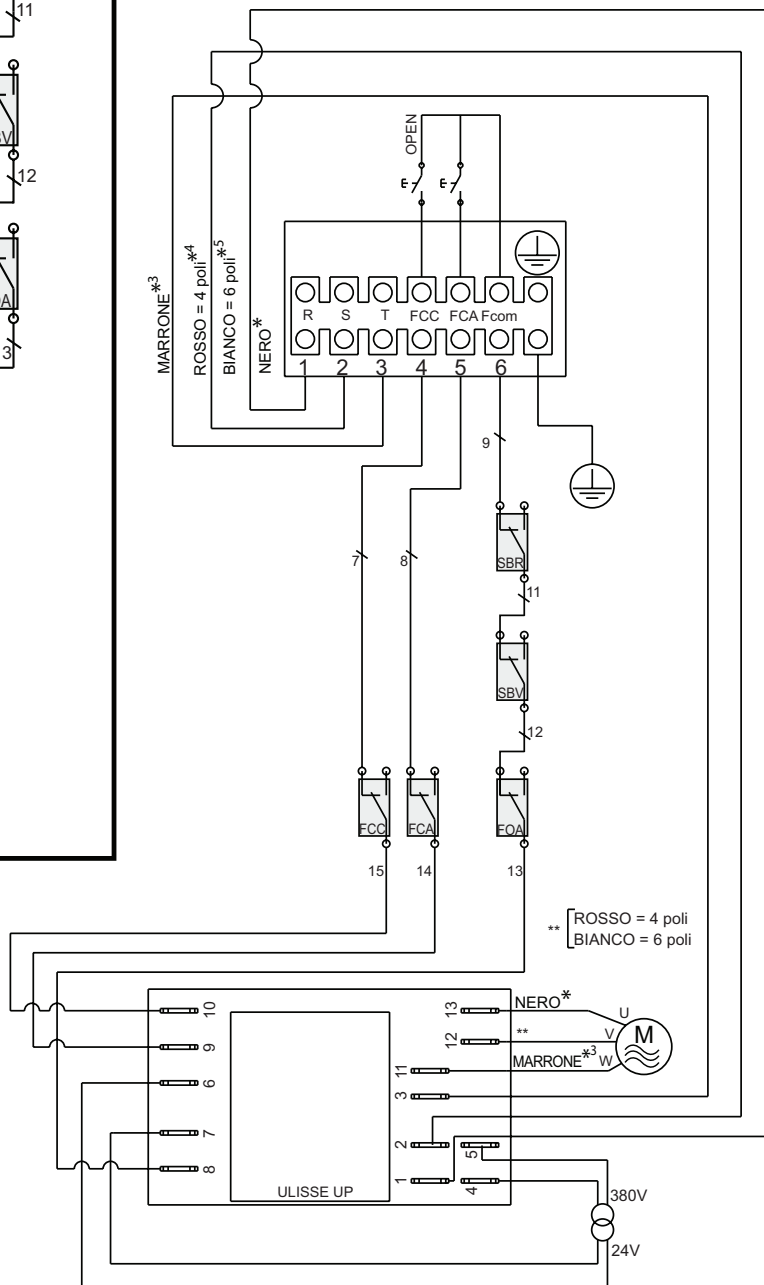 11
BV
12
OA
3
OPEN
MARRONE*3
ROSSO = 4 poli*4
BIANCO = 6 poli*5
NERO*
R S T FCC FCA Fcom
1 2 3 4 5 6
E E
9
7
8
SBR
11
SBV
12
FCC FCA FOA
15 14 13
** ROSSO = 4 poli
BIANCO = 6 poli
10
9
6
7
8
13
12
11
3
2
1
5
4
NERO*
**
MARRONE*3
U
V
W
M
ULISSE UP
380V
24V